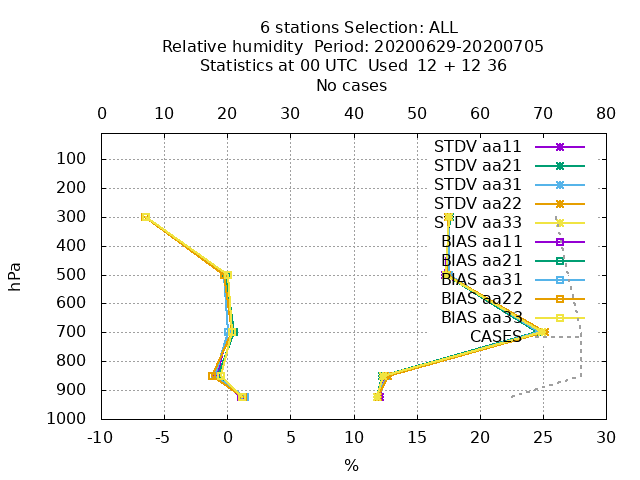 6 stations Selection: ALL
Relative humidity  Period: 20200629-20200705
Statistics at 00 UTC  Used  12 + 12 36
No cases
0 10 20 30 40 50 60 70 80
STDV aa11
100
STDV aa21
STDV aa31
200
STDV aa22
300
STDV aa33
BIAS aa11
400
BIAS aa21
hPa
500
BIAS aa31
BIAS aa22
600
BIAS aa33
700
CASES
800
900
1000
-10 -5 0 5 10 15 20 25 30
%